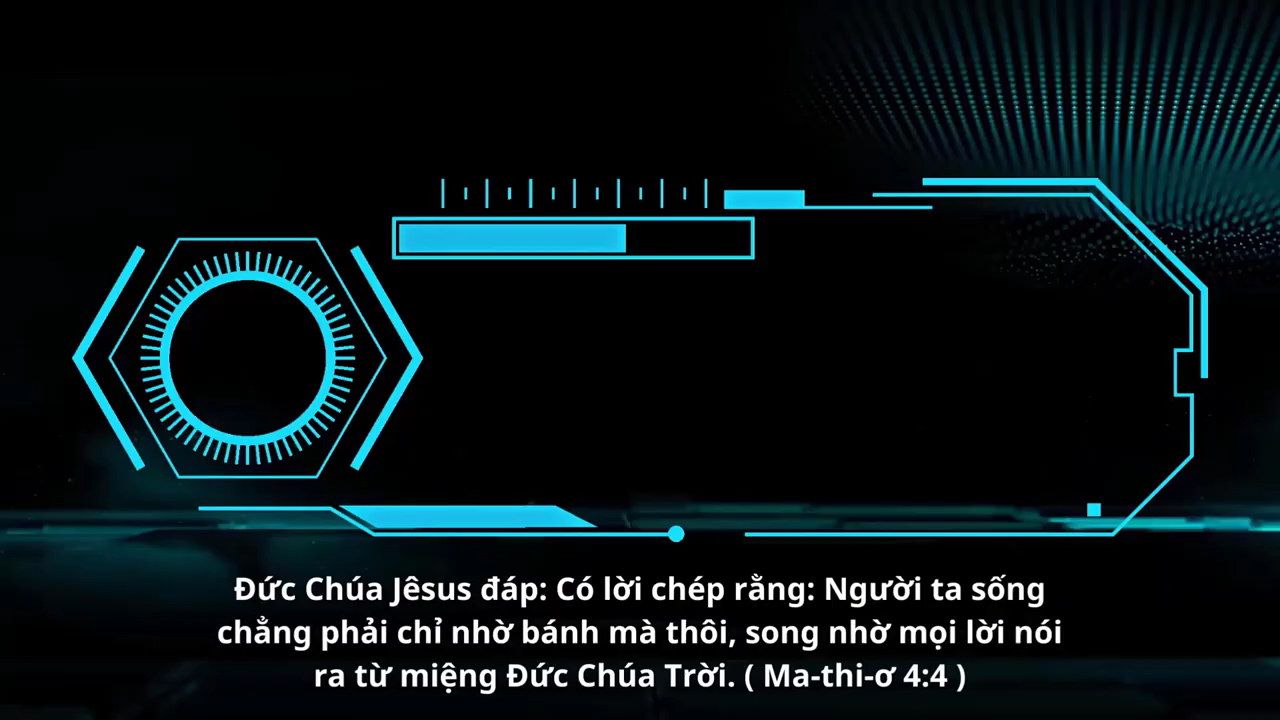 Đức Chúa Jêsus đáp: Có lời chép rằng: Người ta sống
chẳng phải chỉ nhờ bánh mà thôi, song nhờ mọi lời nói
ra từ miệng Đức Chúa Trời. ( Ma-thi-ơ 4:4 )